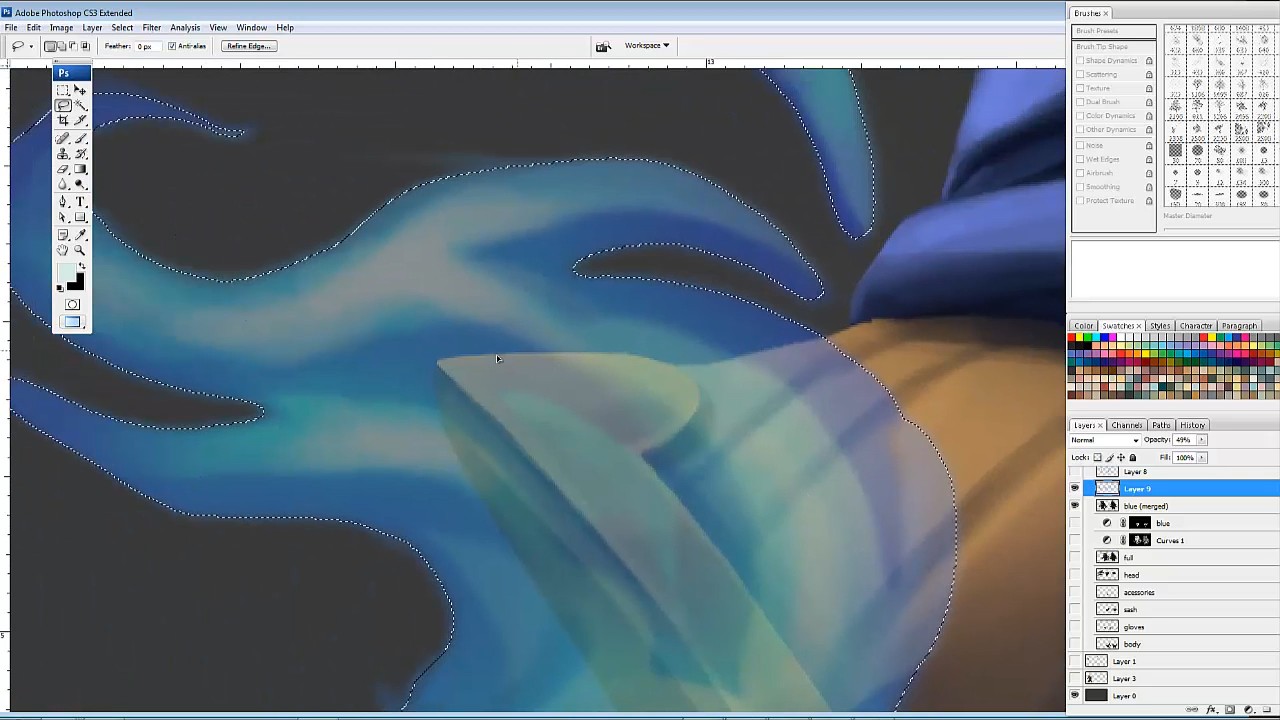 Adobe Photoshop CS3 Extended
File Edit Image Layer Select Filter Analysis View Window Help
Feather: 0 px Anti-alias Refine Edge... Workspace
13
Ps
Brushes
Brush Presets
Brush Tip Shape
Shape Dynamics
Scattering
Texture
Dual Brush
Color Dynamics
Other Dynamics
Noise
Wet Edges
Airbrush
Smoothing
Protect Texture
Master Diameter
Color Swatches Styles Character Paragraph
Layers Channels Paths History
Normal Opacity: 49%
Lock: Fill: 100%
Layer 8
Layer 9
blue (merged)
blue
Curves 1
full
head
acessories
sash
gloves
body
Layer 1
Layer 3
Layer 0